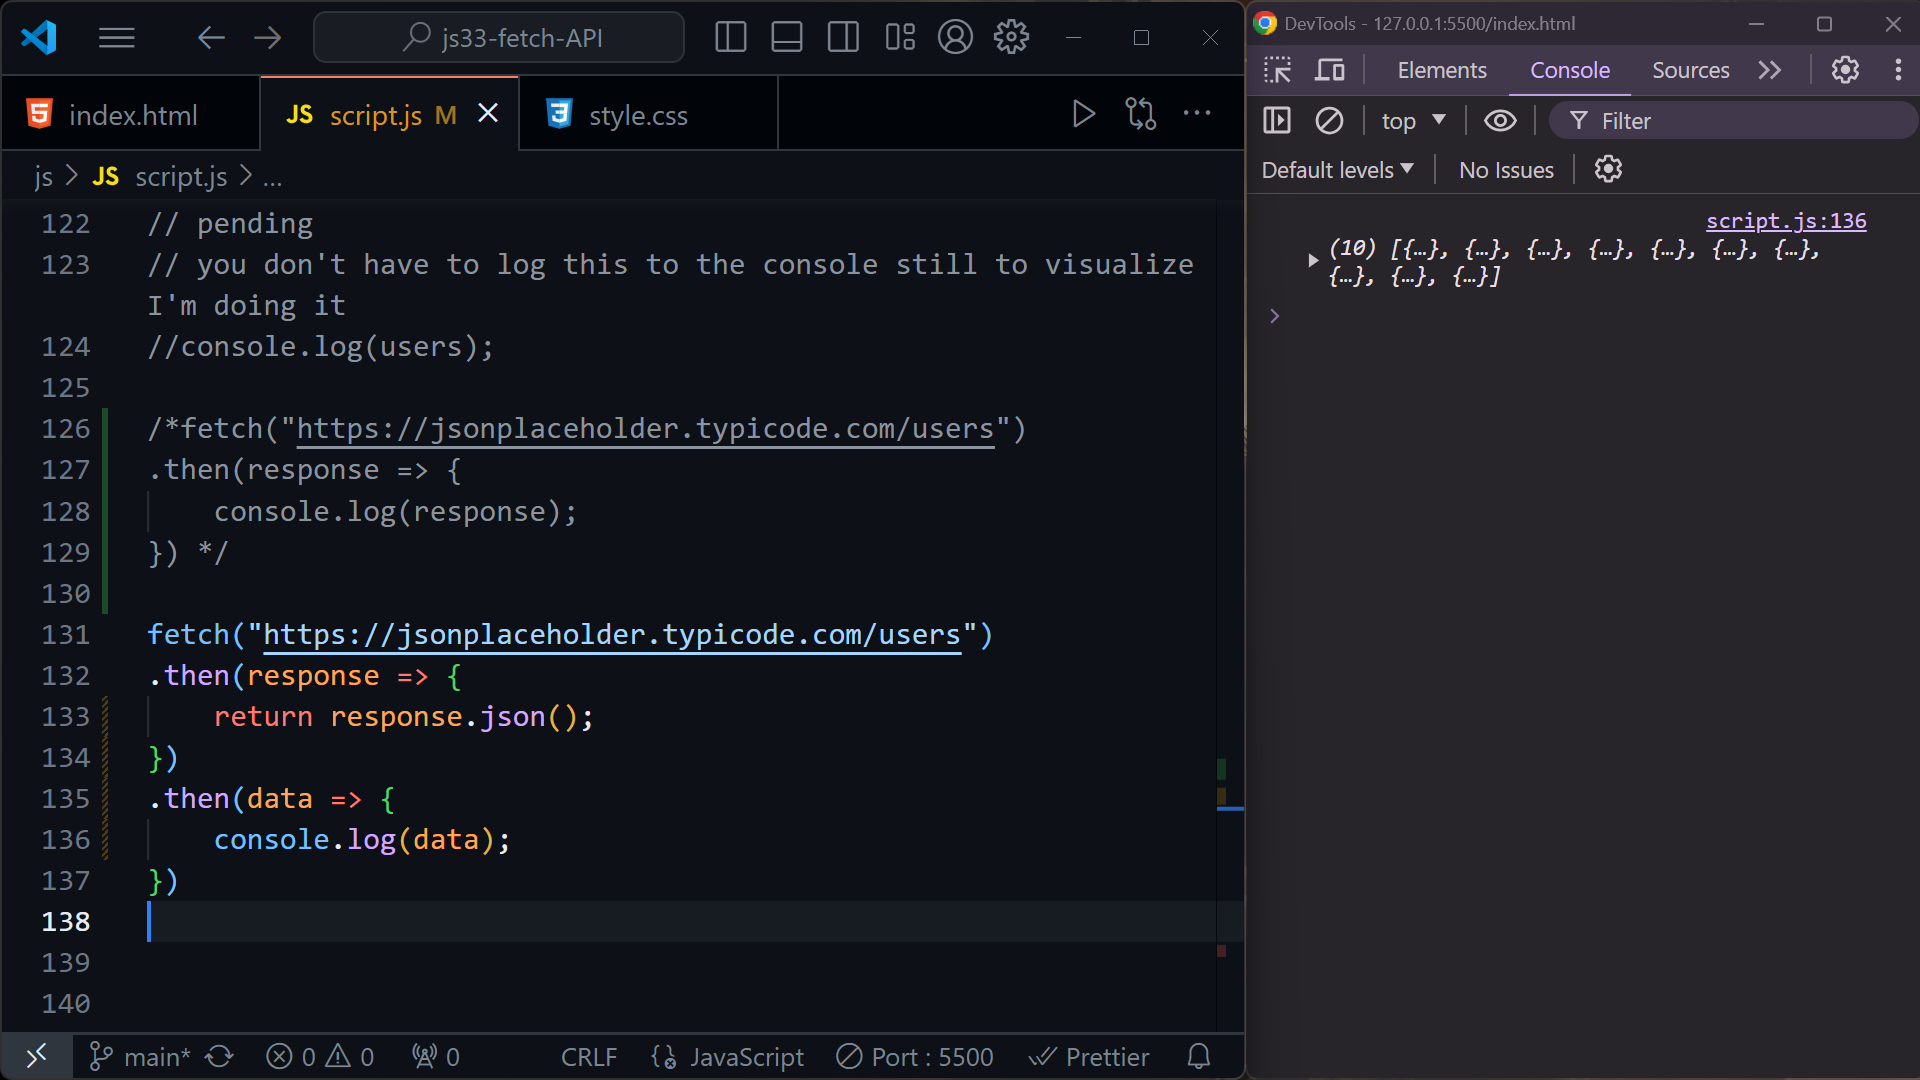 js33-fetch-API
index.html
JS script.js M
style.css
js > JS script.js > ...
122 // pending
123 // you don't have to log this to the console still to visualize
I'm doing it
124 //console.log(users);
125
126 /*fetch("https://jsonplaceholder.typicode.com/users")
127 .then(response => {
128 console.log(response);
129 }) */
130
131 fetch("https://jsonplaceholder.typicode.com/users")
132 .then(response => {
133 return response.json();
134 })
135 .then(data => {
136 console.log(data);
137 })
138
139
140
main* 0 0 0 CRLF JavaScript Port : 5500 Prettier
DevTools - 127.0.0.1:5500/index.html
Elements Console Sources
top Filter
Default levels No Issues
script.js:136
(10) [{…}, {…}, {…}, {…}, {…}, {…}, {…},
{…}, {…}, {…}]